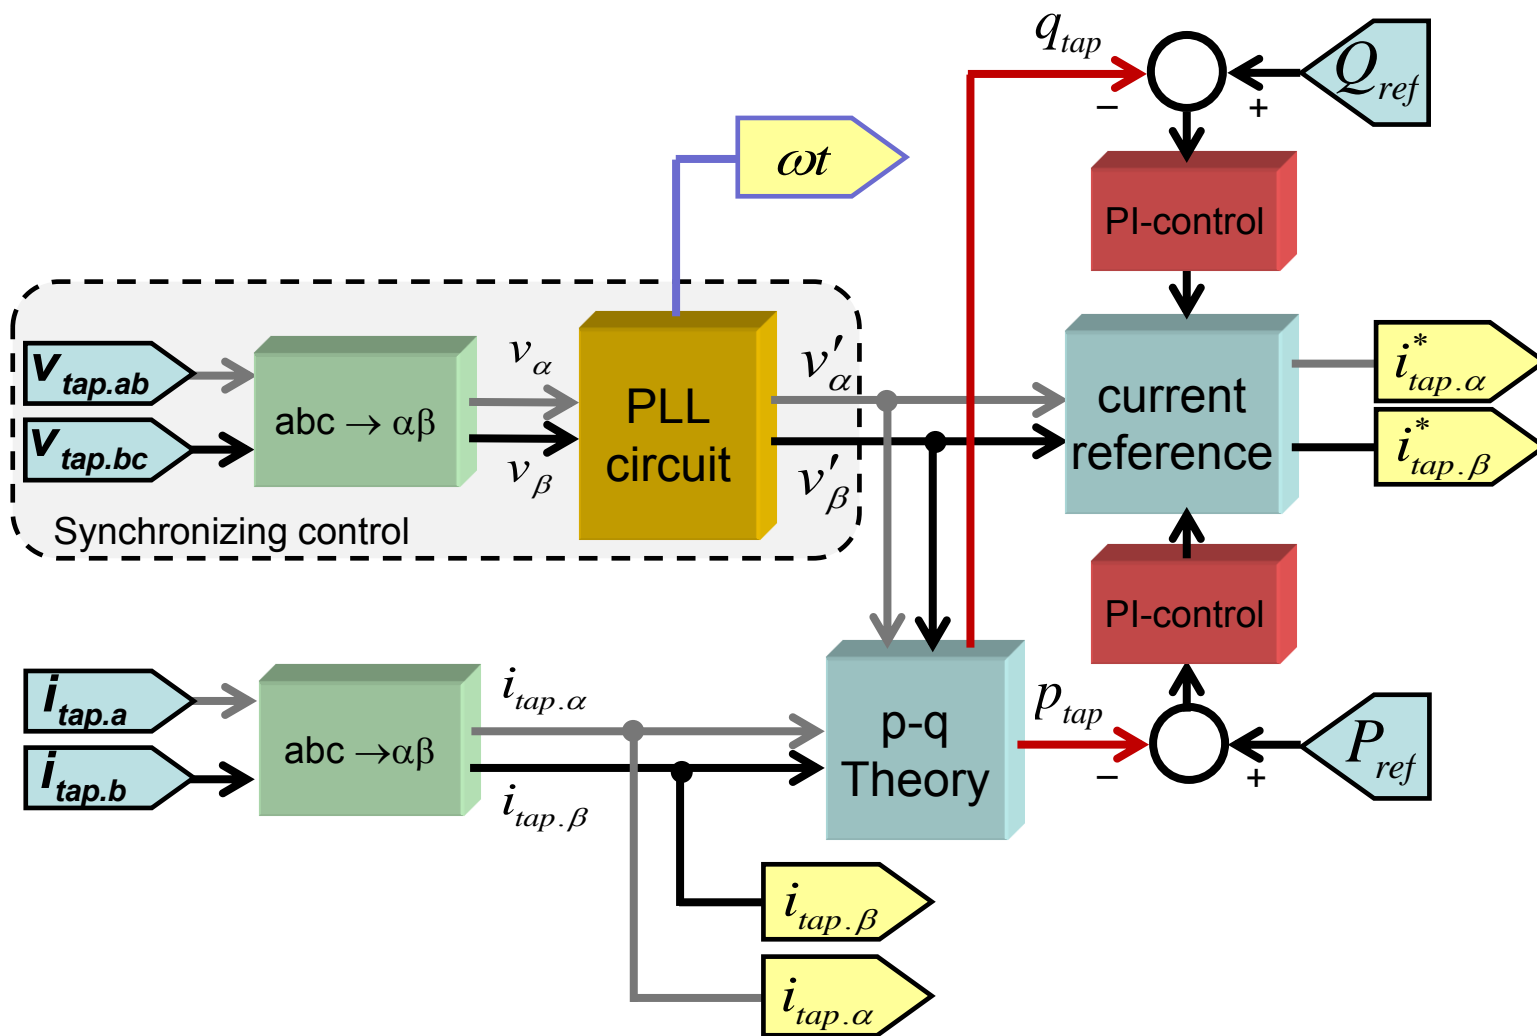 q_tap
Q_ref
−
+
ωt
PI-control
v_tap.ab
v_tap.bc
abc → αβ
v_α
v_β
PLL
circuit
v'_α
v'_β
Synchronizing control
current
reference
i*_tap.α
i*_tap.β
PI-control
i_tap.a
i_tap.b
abc →αβ
i_tap.α
i_tap.β
p-q
Theory
p_tap
−
+
P_ref
i_tap.β
i_tap.α